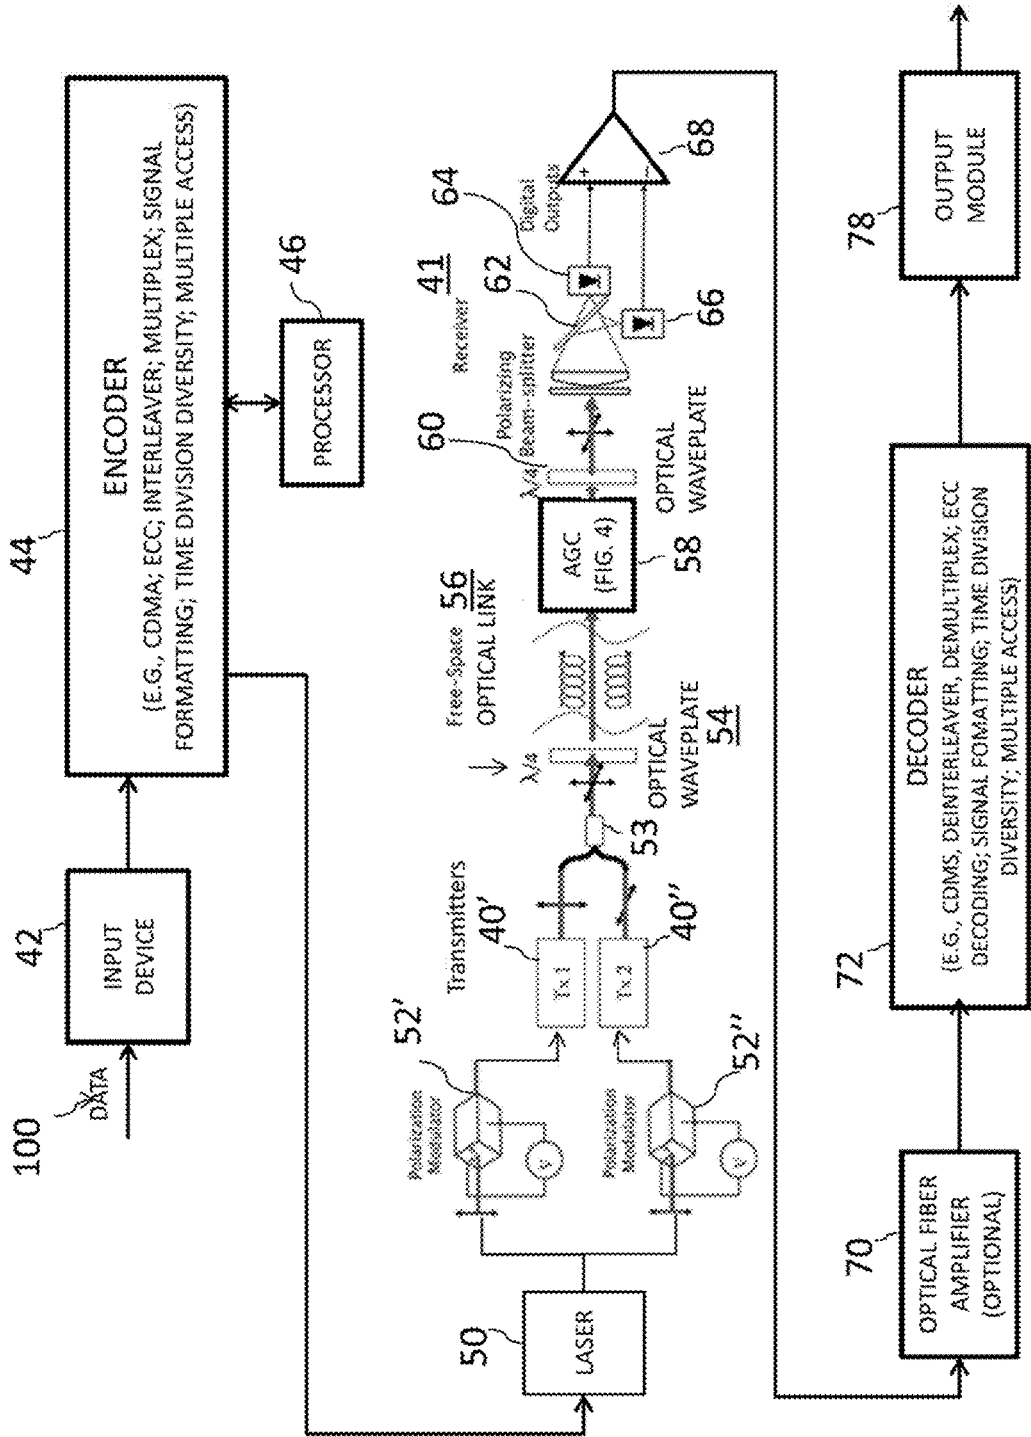 100
DATA
42
INPUT
DEVICE
44
ENCODER
(E.G., CDMA; ECC; INTERLEAVER; MULTIPLEX; SIGNAL
FORMATTING; TIME DIVISION DIVERSITY; MULTIPLE ACCESS)
46
PROCESSOR
50
LASER
Polarization
Modulator
52'
V
Polarization
Modulator
52''
V
Transmitters
40'
Tx 1
Tx 2
40''
53
λ/4
OPTICAL
WAVEPLATE
54
Free-Space
OPTICAL LINK
56
AGC
(FIG. 4)
58
λ/4
60
OPTICAL
WAVEPLATE
Polarizing
Beam-splitter
Receiver
41
62
64
66
Digital
Outputs
+
−
68
70
OPTICAL FIBER
AMPLIFIER
(OPTIONAL)
72
DECODER
(E.G., CDMS, DEINTERLEAVER, DEMULTIPLEX; ECC
DECODING; SIGNAL FOMATTING; TIME DIVISION
DIVERSITY; MULTIPLE ACCESS)
78
OUTPUT
MODULE